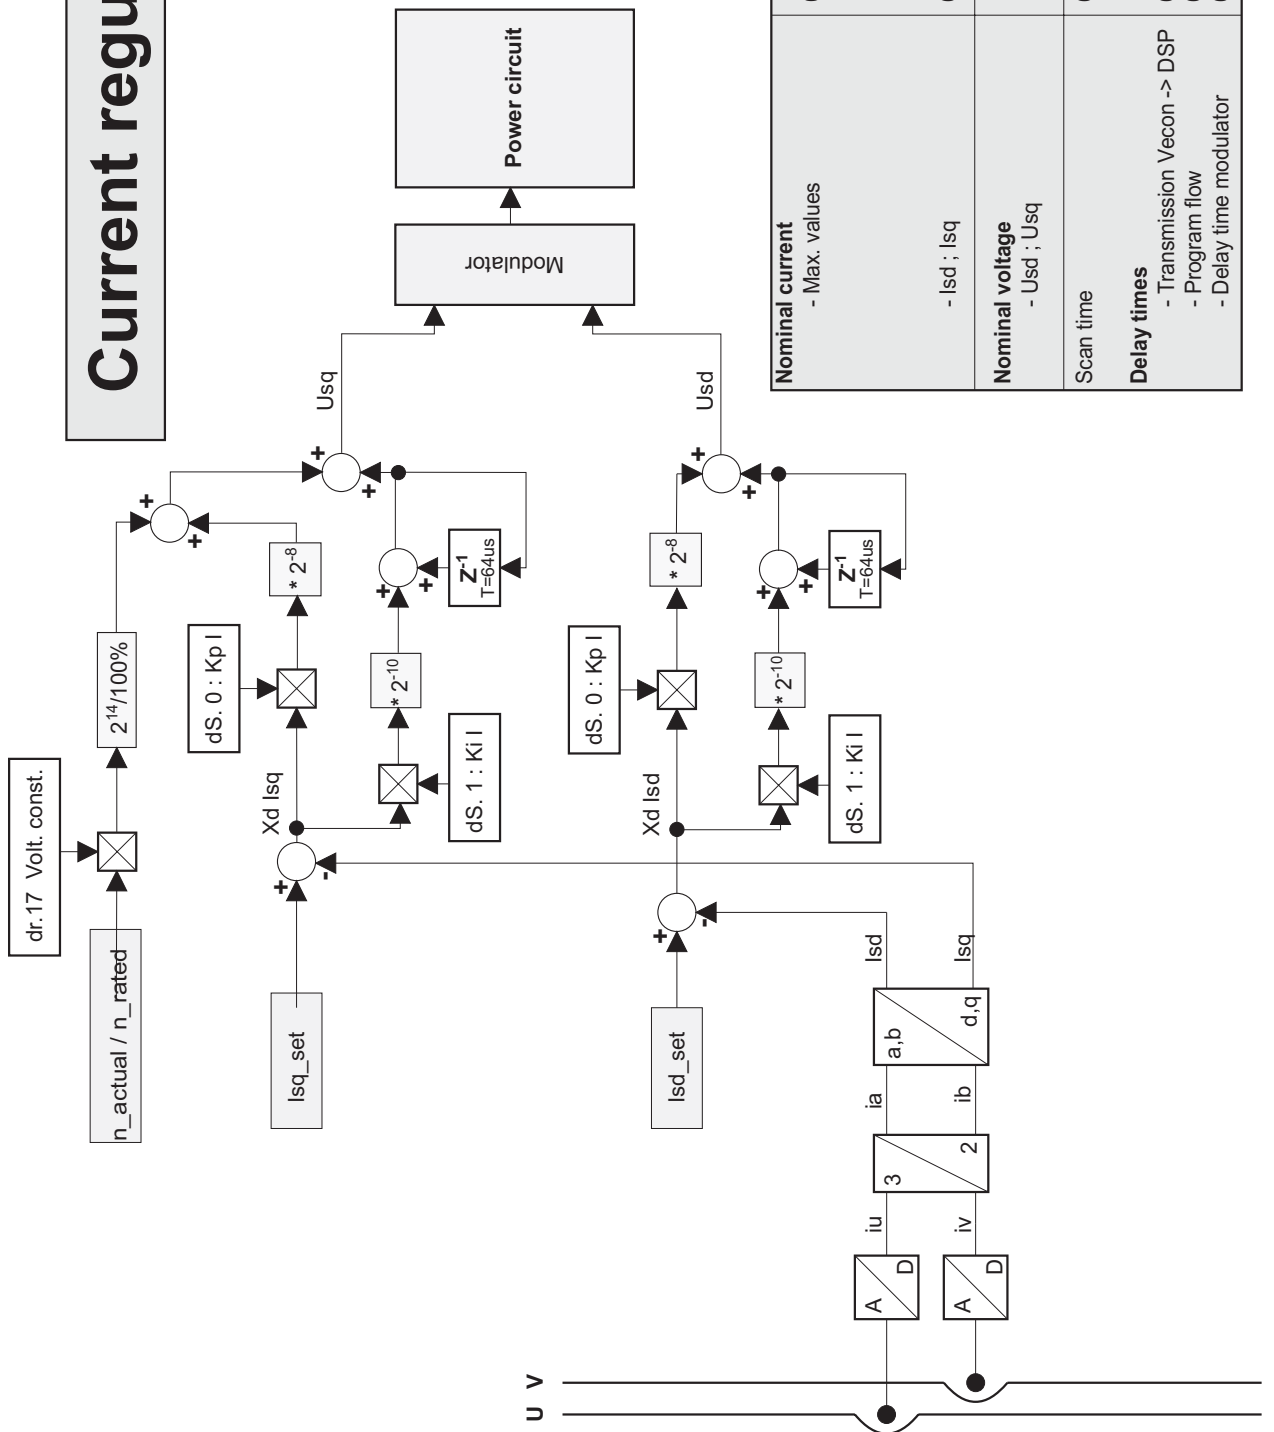 Current regu
dr.17 Volt. const.
n_actual / n_rated
2^14/100%
+
+
dS. 0 : Kp I
* 2^-8
Isq_set
+
-
Xd Isq
dS. 1 : Ki I
* 2^-10
+
+
Z^-1
T=64us
+
+
Usq
Modulator
Power circuit
Isd_set
+
-
Xd Isd
dS. 0 : Kp I
* 2^-8
dS. 1 : Ki I
* 2^-10
+
+
Z^-1
T=64us
+
+
Usd
U
V
A
D
A
D
iu
iv
3
2
ia
ib
a,b
d,q
Isd
Isq
Nominal current
- Max. values
- Isd ; Isq
Nominal voltage
- Usd ; Usq
Scan time
Delay times
- Transmission Vecon -> DSP
- Program flow
- Delay time modulator